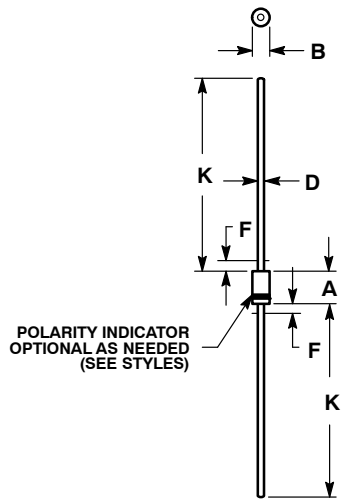 B
K
D
F
A
POLARITY INDICATOR
OPTIONAL AS NEEDED
(SEE STYLES)
F
K